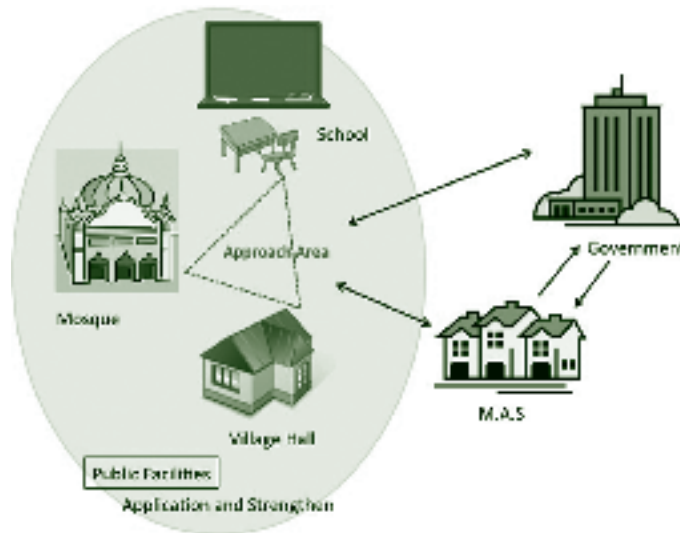 School
Approach Area
Government
Mosque
M.A.S
Village Hall
Public Facilities
Application and Strengthen